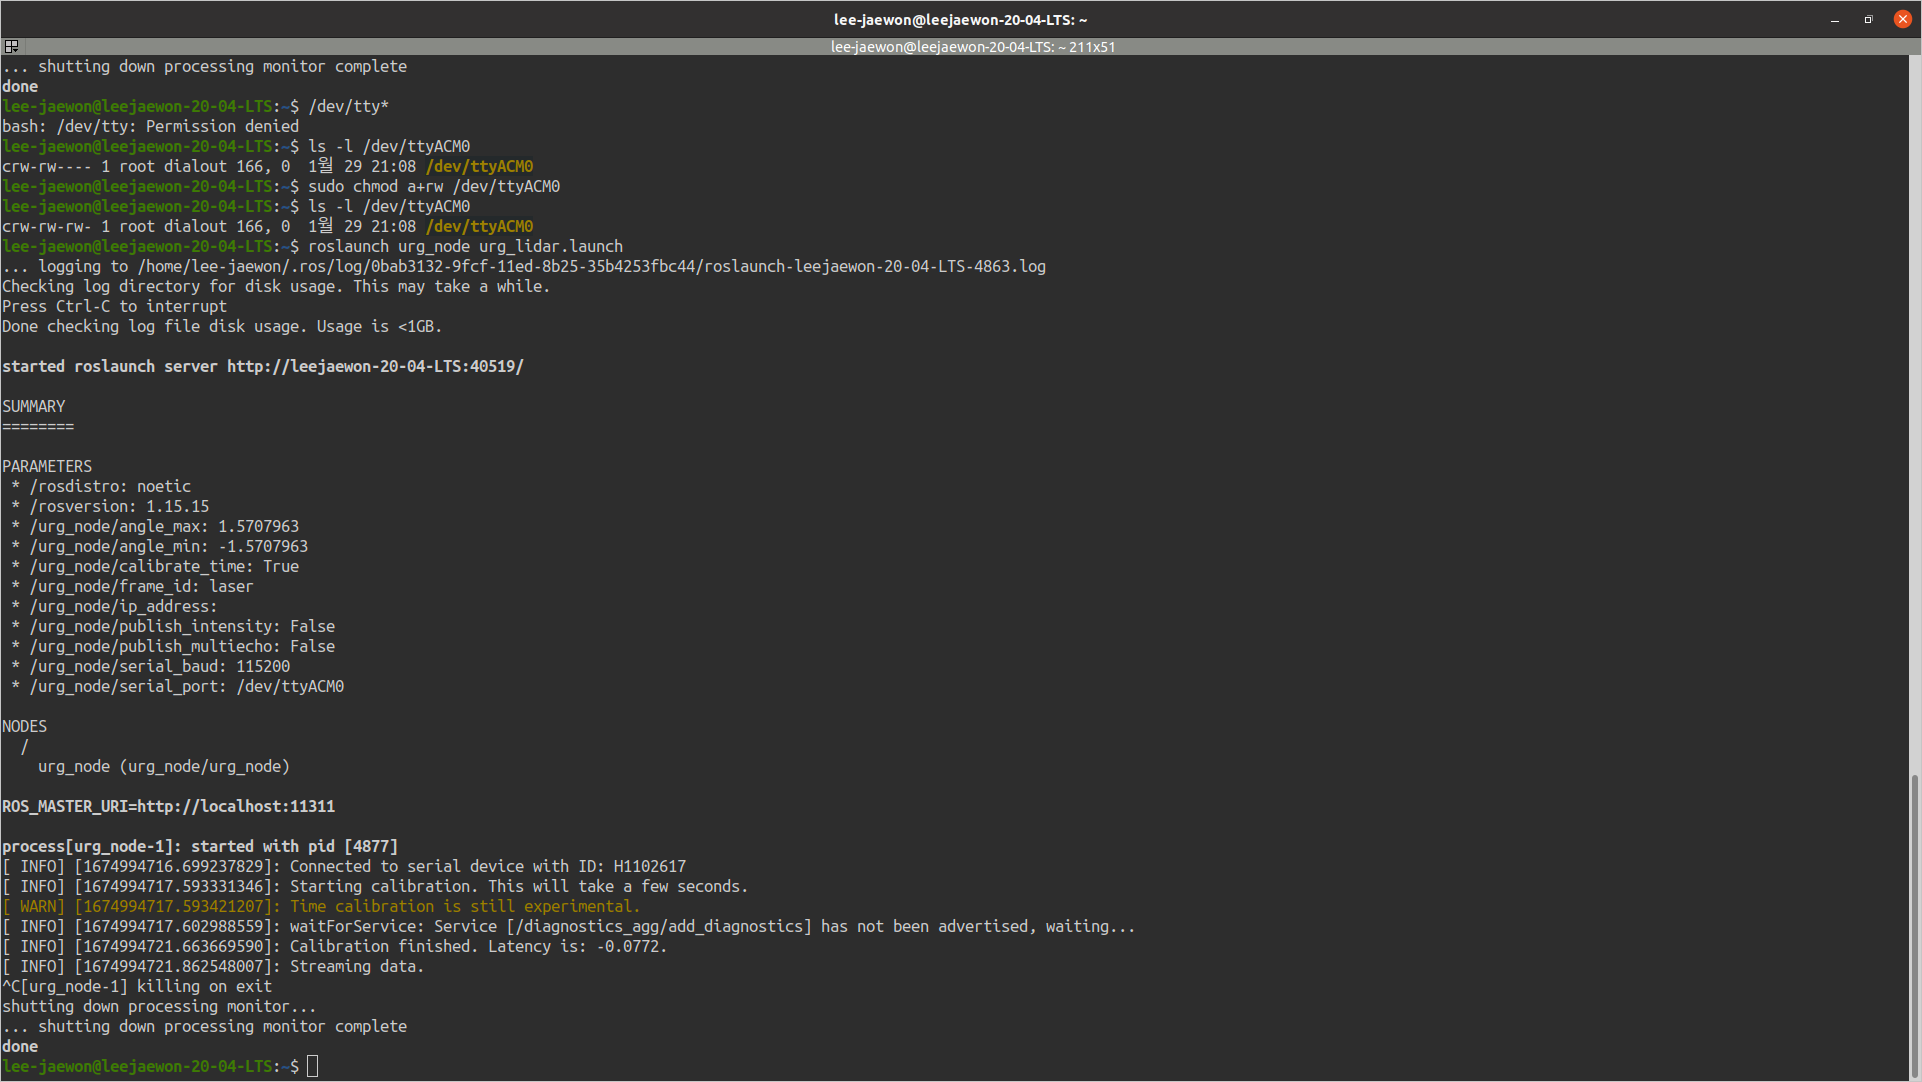 lee-jaewon@leejaewon-20-04-LTS: ~
lee-jaewon@leejaewon-20-04-LTS: ~ 211x51
... shutting down processing monitor complete
done
lee-jaewon@leejaewon-20-04-LTS:~$ /dev/tty*
bash: /dev/tty: Permission denied
lee-jaewon@leejaewon-20-04-LTS:~$ ls -l /dev/ttyACM0
crw-rw---- 1 root dialout 166, 0  1월 29 21:08 /dev/ttyACM0
lee-jaewon@leejaewon-20-04-LTS:~$ sudo chmod a+rw /dev/ttyACM0
lee-jaewon@leejaewon-20-04-LTS:~$ ls -l /dev/ttyACM0
crw-rw-rw- 1 root dialout 166, 0  1월 29 21:08 /dev/ttyACM0
lee-jaewon@leejaewon-20-04-LTS:~$ roslaunch urg_node urg_lidar.launch
... logging to /home/lee-jaewon/.ros/log/0bab3132-9fcf-11ed-8b25-35b4253fbc44/roslaunch-leejaewon-20-04-LTS-4863.log
Checking log directory for disk usage. This may take a while.
Press Ctrl-C to interrupt
Done checking log file disk usage. Usage is <1GB.
started roslaunch server http://leejaewon-20-04-LTS:40519/
SUMMARY
========
PARAMETERS
 * /rosdistro: noetic
 * /rosversion: 1.15.15
 * /urg_node/angle_max: 1.5707963
 * /urg_node/angle_min: -1.5707963
 * /urg_node/calibrate_time: True
 * /urg_node/frame_id: laser
 * /urg_node/ip_address:
 * /urg_node/publish_intensity: False
 * /urg_node/publish_multiecho: False
 * /urg_node/serial_baud: 115200
 * /urg_node/serial_port: /dev/ttyACM0
NODES
  /
    urg_node (urg_node/urg_node)
ROS_MASTER_URI=http://localhost:11311
process[urg_node-1]: started with pid [4877]
[ INFO] [1674994716.699237829]: Connected to serial device with ID: H1102617
[ INFO] [1674994717.593331346]: Starting calibration. This will take a few seconds.
[ WARN] [1674994717.593421207]: Time calibration is still experimental.
[ INFO] [1674994717.602988559]: waitForService: Service [/diagnostics_agg/add_diagnostics] has not been advertised, waiting...
[ INFO] [1674994721.663669590]: Calibration finished. Latency is: -0.0772.
[ INFO] [1674994721.862548007]: Streaming data.
^C[urg_node-1] killing on exit
shutting down processing monitor...
... shutting down processing monitor complete
done
lee-jaewon@leejaewon-20-04-LTS:~$